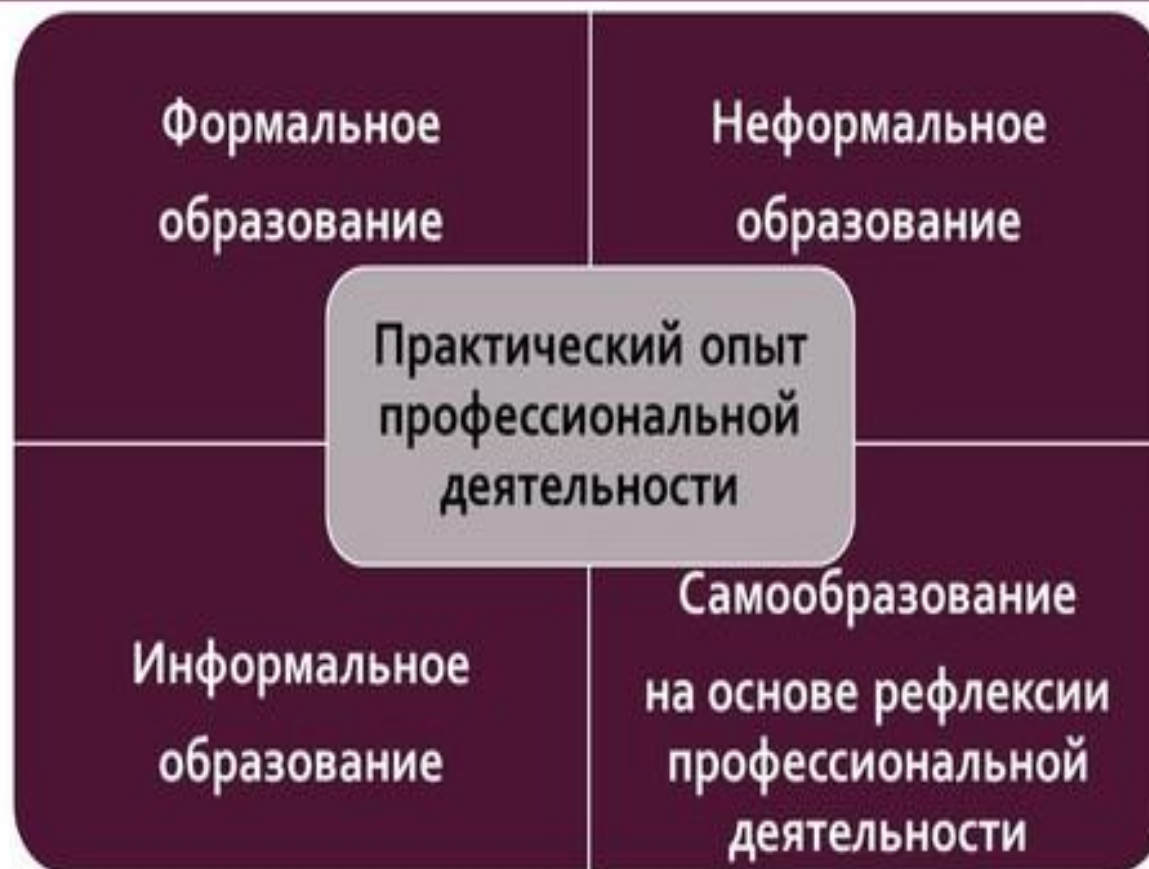 Формальное
образование
Неформальное
образование
Практический опыт
профессиональной
деятельности
Информальное
образование
Самообразование
на основе рефлексии
профессиональной
деятельности